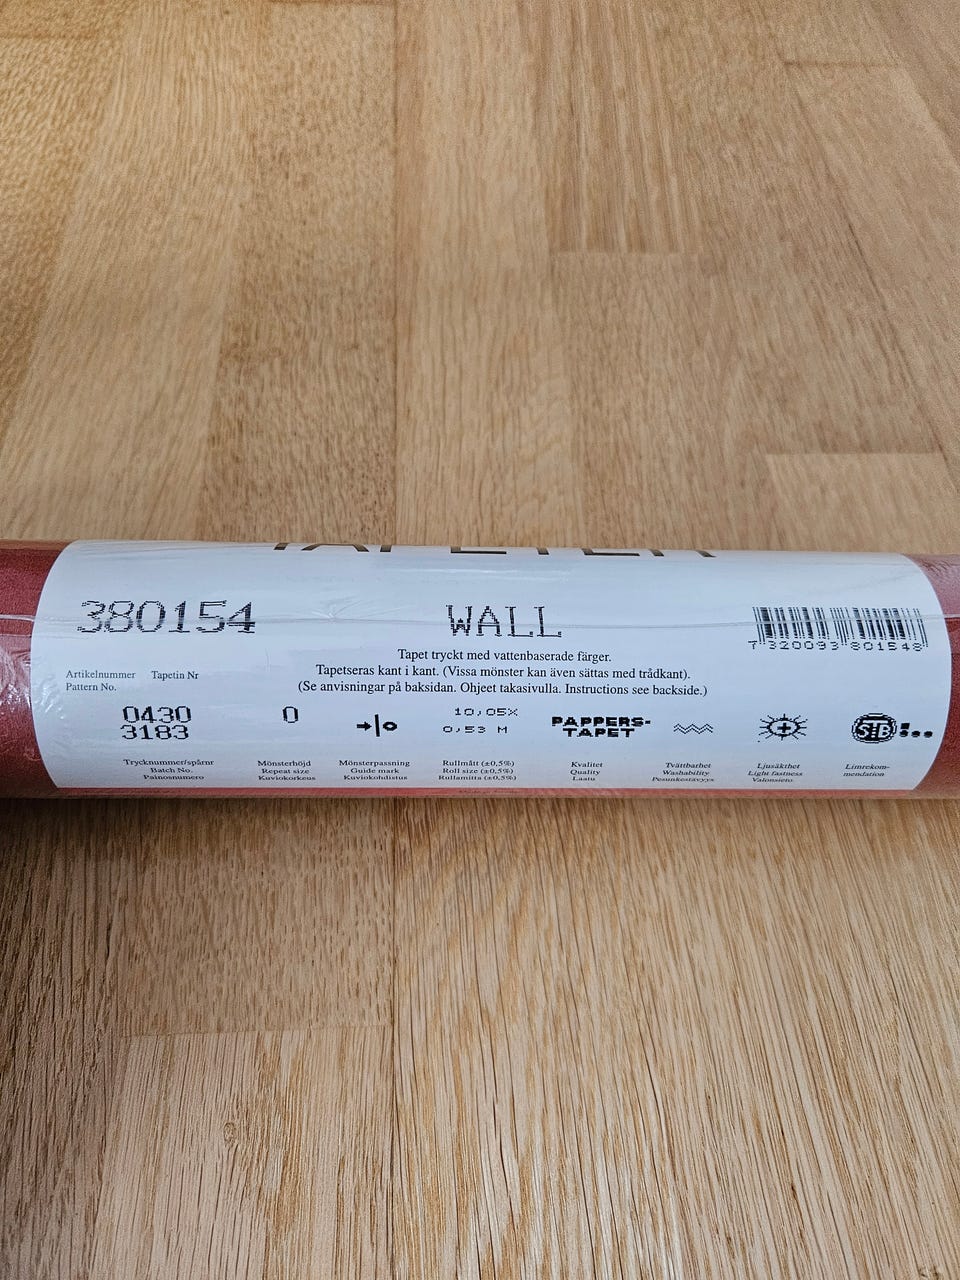 TAPETER
380154
WALL
7 320093 801548
Tapet tryckt med vattenbaserade färger.
Tapetseras kant i kant. (Vissa mönster kan även sättas med trådkant).
(Se anvisningar på baksidan. Ohjeet takasivulla. Instructions see backside.)
Artikelnummer Tapetin Nr
Pattern No.
0430
3183
0
10,05X
0,53 M
PAPPERS-
TAPET
SB
Trycknummer/spårnr
Batch No.
Painosnumero
Mönsterhöjd
Repeat size
Kuviokorkeus
Mönsterpassning
Guide mark
Kuviokohdistus
Rullmått (±0,5%)
Roll size (±0,5%)
Rullamitta (±0,5%)
Kvalitet
Quality
Laatu
Tvättbarhet
Washability
Pesunkestävyys
Ljusäkthet
Light fastness
Valonsieto
Limrekom-
mendation